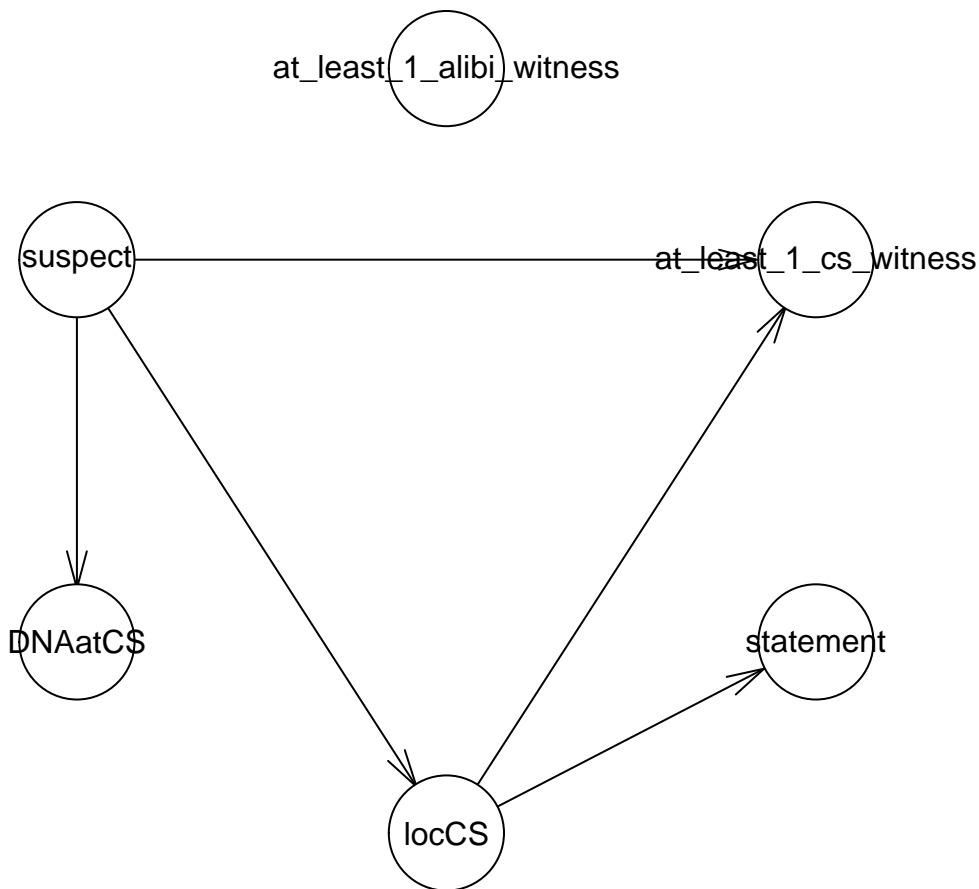 at_least_1_alibi_witness
suspect
at_least_1_cs_witness
DNAatCS
statement
locCS